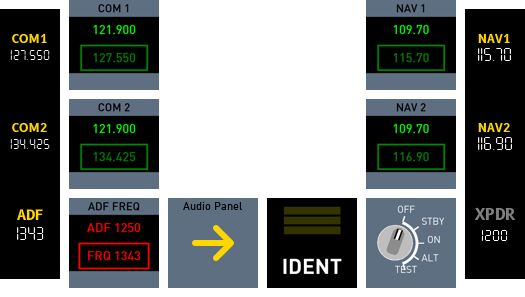 COM1
127.550
COM2
134.425
ADF
1343
COM 1
121.900
127.550
COM 2
121.900
134.425
ADF FREQ
ADF 1250
FRQ 1343
Audio Panel
IDENT
NAV 1
109.70
115.70
NAV 2
109.70
116.90
OFF
STBY
ON
ALT
TEST
NAV1
115.70
NAV2
116.90
XPDR
1200